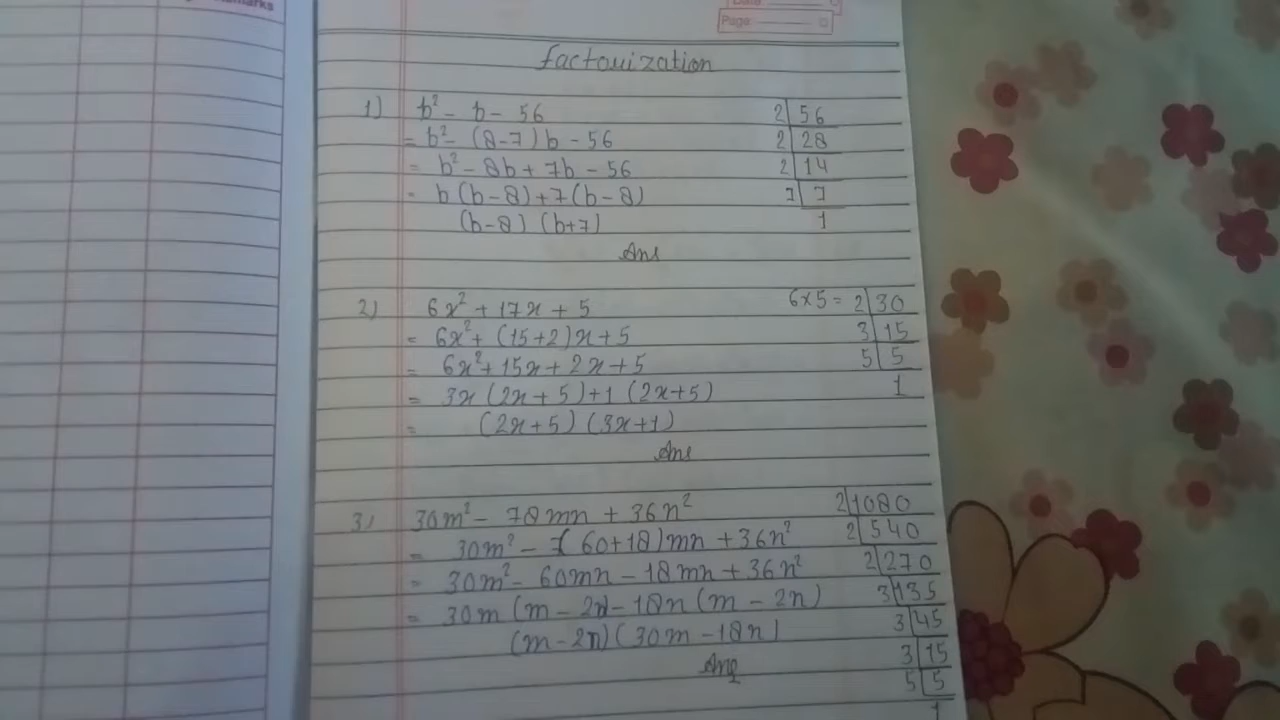 Page:
Factorization
1) b² - b - 56
2 | 56
= b² - (8-7)b - 56
2 | 28
= b² - 8b + 7b - 56
2 | 14
= b(b-8)+7(b-8)
7 | 7
(b-8) (b+7)
1
Ans
2) 6x² + 17x + 5
6x5 = 2 | 30
= 6x² + (15+2)x + 5
3 | 15
= 6x² + 15x + 2x + 5
5 | 5
= 3x(2x+5)+1(2x+5)
1
= (2x+5) (3x+1)
Ans
3) 30m² - 78mn + 36n²
2 | 1080
= 30m² - (60+18)mn + 36n²
2 | 540
= 30m² - 60mn - 18mn + 36n²
2 | 270
= 30m(m - 2n - 18n(m - 2n)
3 | 135
(m-2n)(30m-18n)
3 | 45
Ans
3 | 15
5 | 5
1